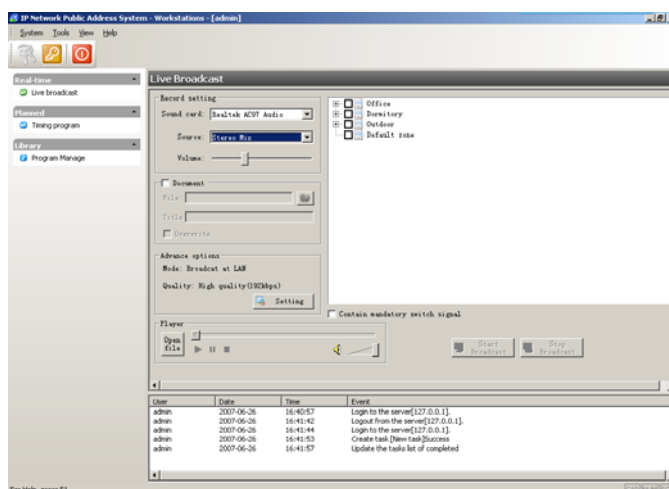 IP Network Public Address System - Workstations - [admin]
System Tools View Help
Real-time
Live broadcast
Planned
Timing program
Library
Program Manage
Live Broadcast
Record setting
Sound card: Realtek AC97 Audio
Source: Stereo Mix
Volume:
Document
File
Title
Overwrite
Advance options
Mode: Broadcat at LAN
Quality: High quality(192kbps)
Setting
Office
Dormitory
Outdoor
Default zone
Contain mandatory switch signal
Player
Open file
Start Broadcast
Stop Broadcast
User Date Time Event
admin 2007-06-26 16:40:57 Login to the server[127.0.0.1].
admin 2007-06-26 16:41:42 Logout from the server[127.0.0.1].
admin 2007-06-26 16:41:44 Login to the server[127.0.0.1].
admin 2007-06-26 16:41:53 Create task [New task]Success
admin 2007-06-26 16:41:57 Update the tasks list of completed